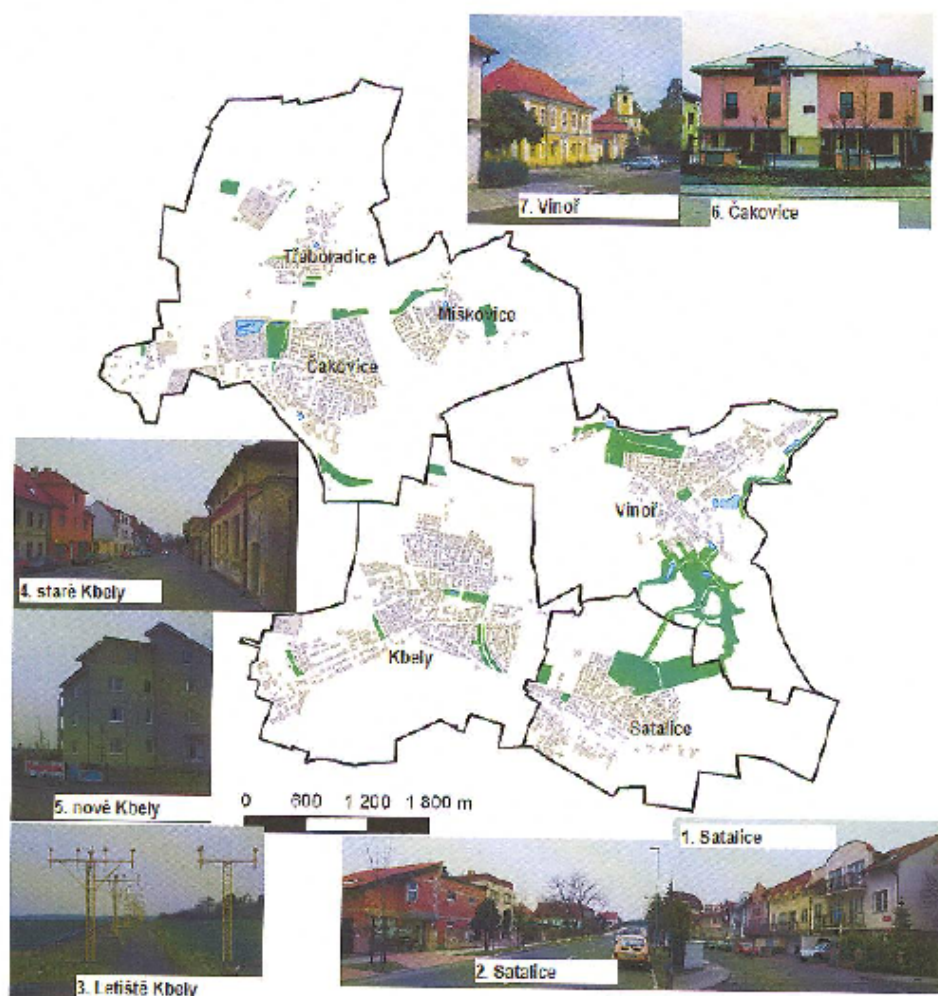 7. Vinoř
6. Čakovice
Třeboradice
Miškovice
Čakovice
Vinoř
4. staré Kbely
Kbely
Satalice
5. nové Kbely
0 600 1 200 1 800 m
1. Satalice
2. Satalice
3. Letiště Kbely